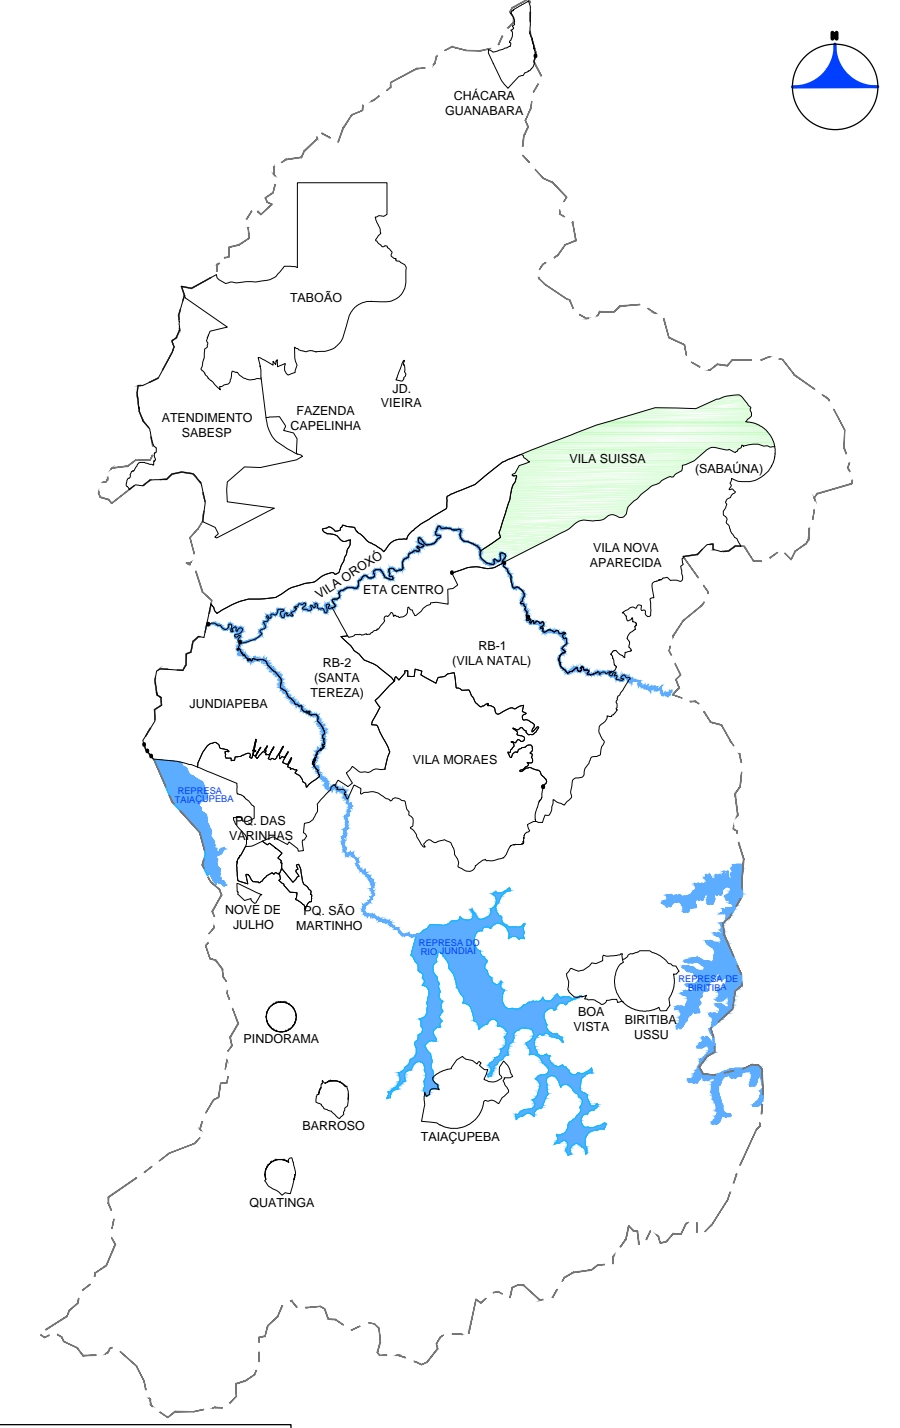 N
CHÁCARA
GUANABARA
TABOÃO
JD.
VIEIRA
FAZENDA
CAPELINHA
ATENDIMENTO
SABESP
VILA SUISSA
(SABAÚNA)
VILA NOVA
APARECIDA
VILA OROXÓ
ETA CENTRO
RB-1
(VILA NATAL)
RB-2
(SANTA
TEREZA)
JUNDIAPEBA
VILA MORAES
REPRESA
TAIAÇUPEBA
PQ. DAS
VARINHAS
NOVE DE
JULHO
PQ. SÃO
MARTINHO
REPRESA DO
RIO JUNDIAÍ
REPRESA DE
BIRITIBA
BOA
VISTA
BIRITIBA
USSU
PINDORAMA
BARROSO
TAIAÇUPEBA
QUATINGA